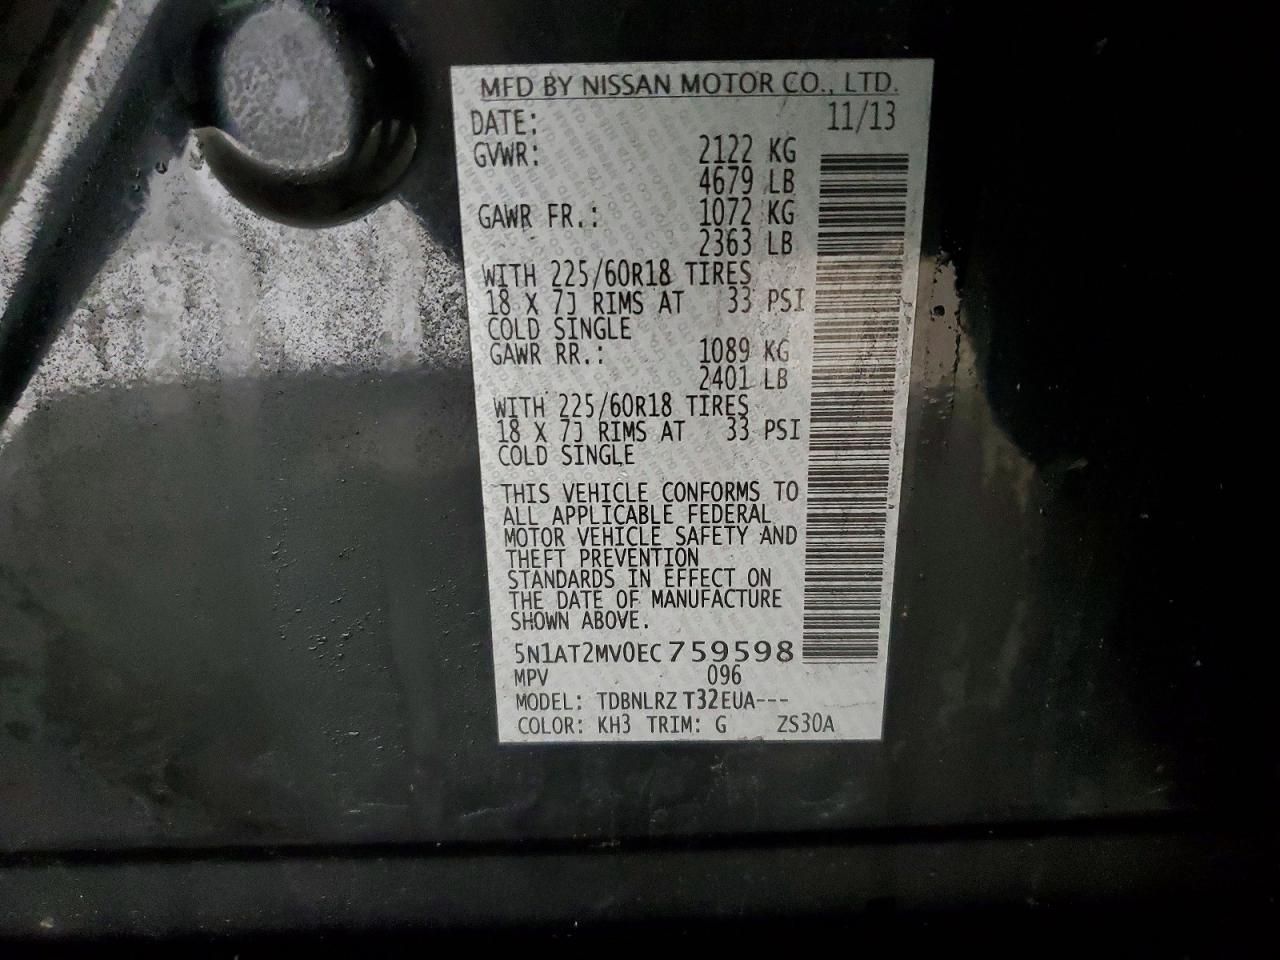 MFD BY NISSAN MOTOR CO., LTD.
DATE: 11/13
GVWR: 2122 KG
4679 LB
GAWR FR.: 1072 KG
2363 LB
WITH 225/60R18 TIRES
18 X 7J RIMS AT 33 PSI
COLD SINGLE
GAWR RR.: 1089 KG
2401 LB
WITH 225/60R18 TIRES
18 X 7J RIMS AT 33 PSI
COLD SINGLE
THIS VEHICLE CONFORMS TO
ALL APPLICABLE FEDERAL
MOTOR VEHICLE SAFETY AND
THEFT PREVENTION
STANDARDS IN EFFECT ON
THE DATE OF MANUFACTURE
SHOWN ABOVE.
5N1AT2MV0EC759598
MPV 096
MODEL: TDBNLRZ T32EUA---
COLOR: KH3 TRIM: G ZS30A